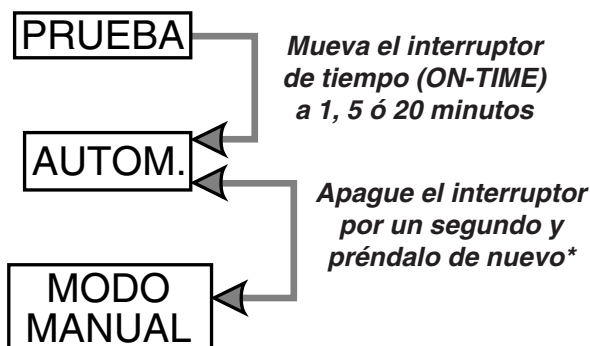 PRUEBA
Mueva el interruptor
de tiempo (ON-TIME)
a 1, 5 ó 20 minutos
AUTOM.
Apague el interruptor
por un segundo y
préndalo de nuevo*
MODO
MANUAL